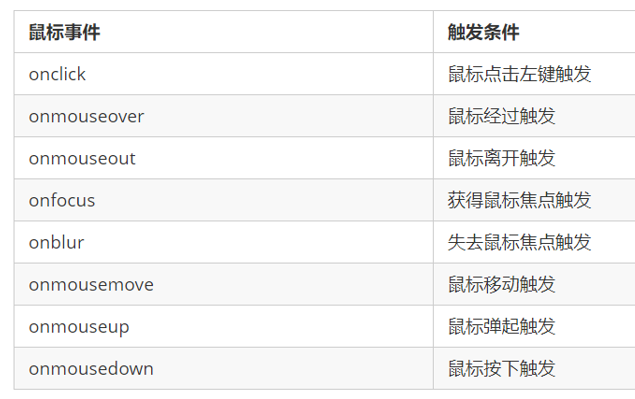 鼠标事件 触发条件
onclick 鼠标点击左键触发
onmouseover 鼠标经过触发
onmouseout 鼠标离开触发
onfocus 获得鼠标焦点触发
onblur 失去鼠标焦点触发
onmousemove 鼠标移动触发
onmouseup 鼠标弹起触发
onmousedown 鼠标按下触发